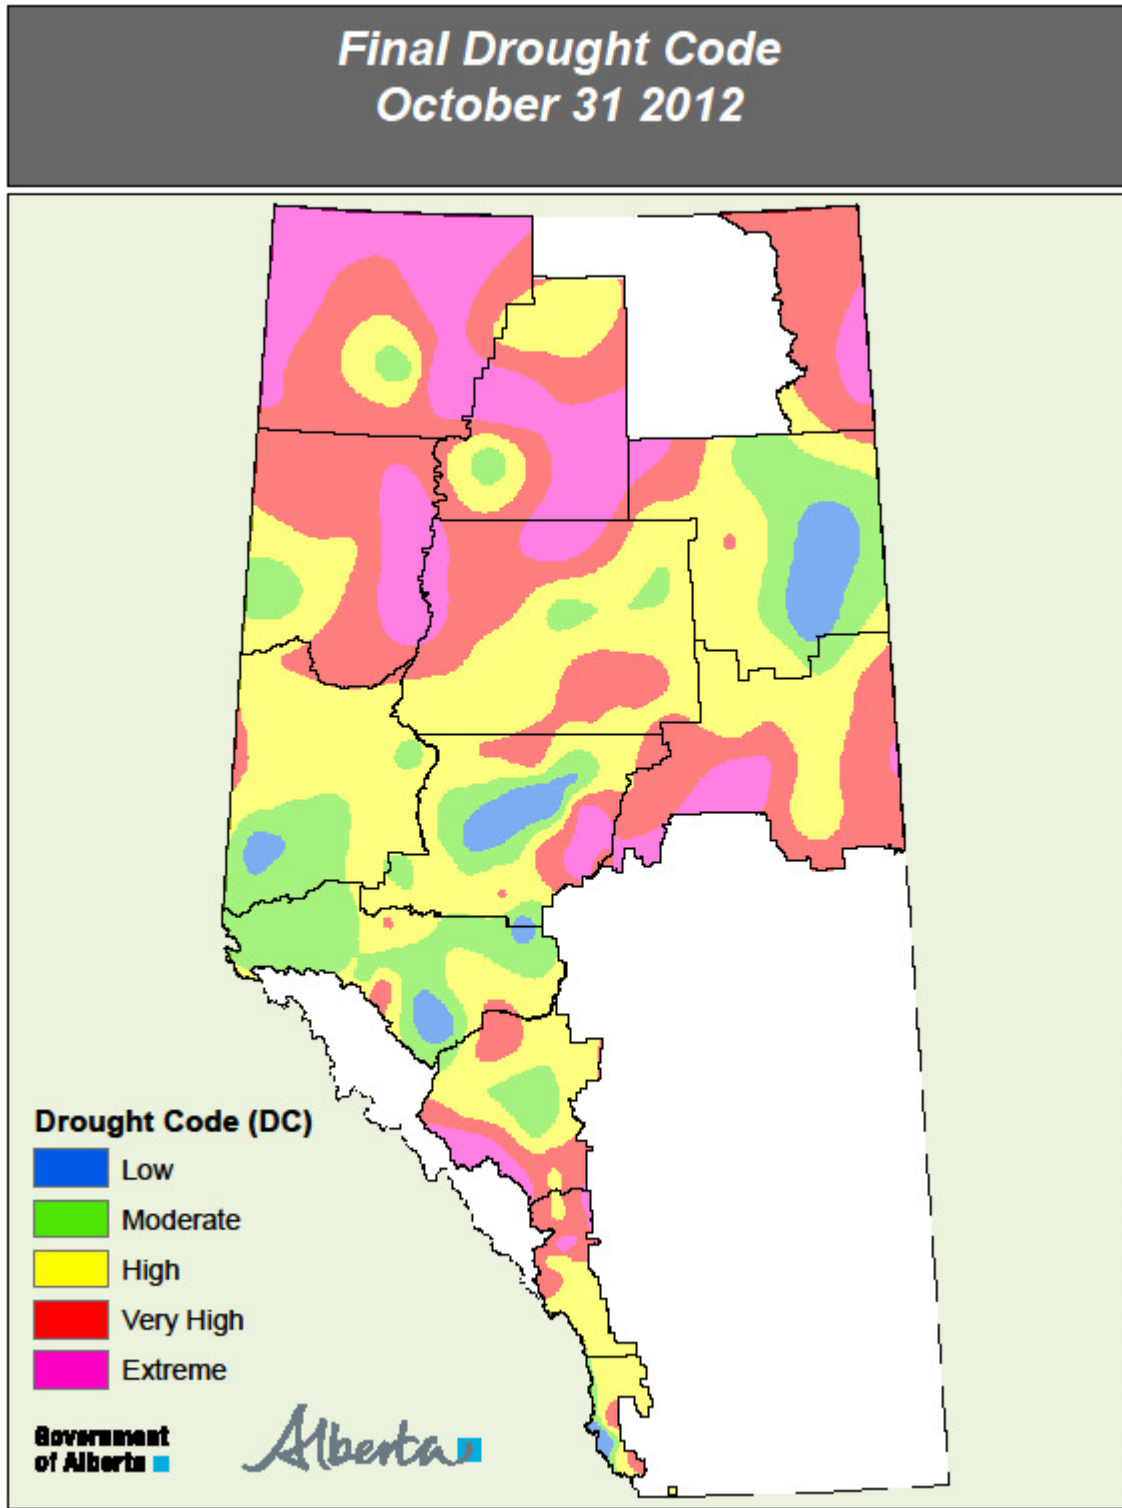 Final Drought Code
October 31 2012
Drought Code (DC)
Low
Moderate
High
Very High
Extreme
Government
of Alberta
Alberta